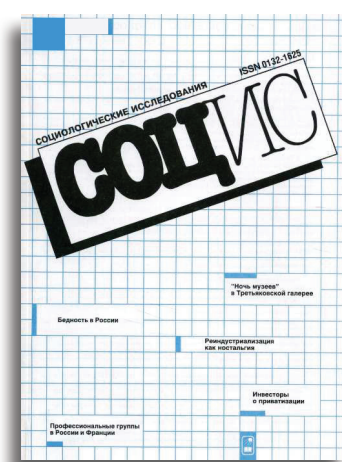 ISSN 0132-1625
СОЦИОЛОГИЧЕСКИЕ ИССЛЕДОВАНИЯ
СОЦИС
"Ночь музеев"
в Третьяковской галерее
Бедность в России
Реиндустриализация
как ностальгия
Инвесторы
о приватизации
Профессиональные группы
в России и Франции